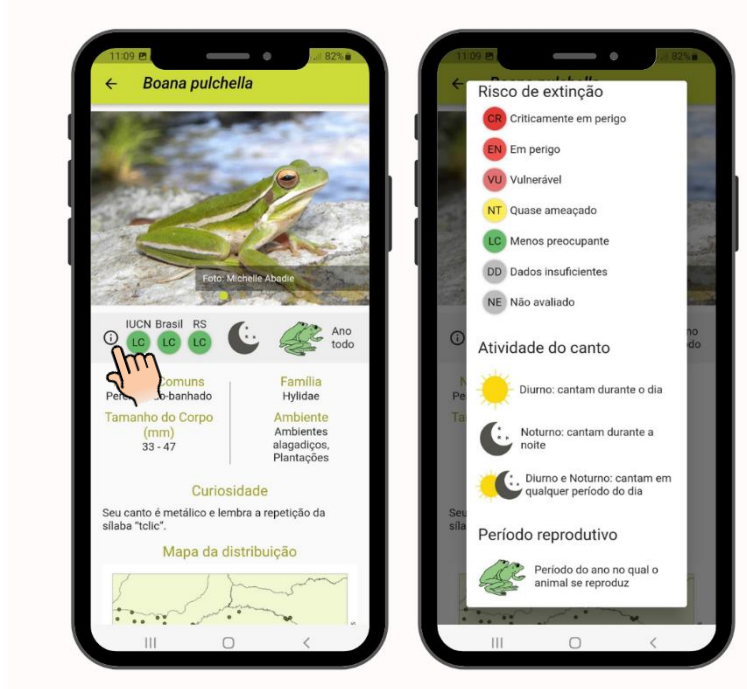 11:09 82%
← Boana pulchella
Foto: Michelle Abadie
IUCN Brasil RS
LC LC LC
Ano
todo
Comuns
-banhado
Família
Hylidae
Tamanho do Corpo
(mm)
33 - 47
Ambiente
Ambientes
alagadiços,
Plantações
Curiosidade
Seu canto é metálico e lembra a repetição da
sílaba "tclic".
Mapa da distribuição
11:09 82%
Risco de extinção
CR Criticamente em perigo
EN Em perigo
VU Vulnerável
NT Quase ameaçado
LC Menos preocupante
DD Dados insuficientes
NE Não avaliado
Atividade do canto
Diurno: cantam durante o dia
Noturno: cantam durante a
noite
Diurno e Noturno: cantam em
qualquer período do dia
Período reprodutivo
Período do ano no qual o
animal se reproduz